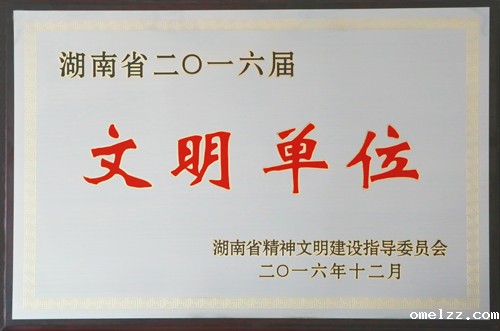 湖南省二〇一六届
文明单位
湖南省精神文明建设指导委员会
二〇一六年十二月
omelzz.com